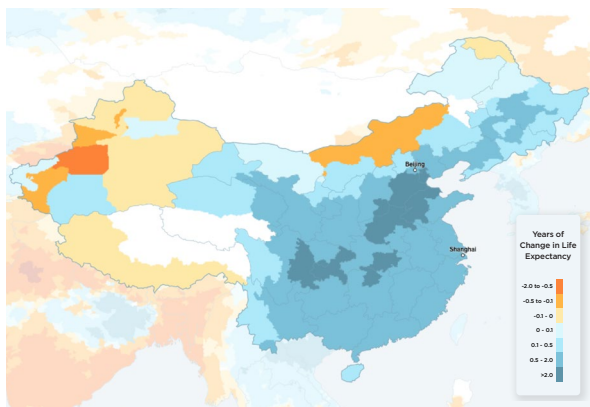 Beijing
Shanghai
Years of
Change in Life
Expectancy
-2.0 to -0.5
-0.5 to -0.1
-0.1 - 0
0 - 0.1
0.1 - 0.5
0.5 - 2.0
>2.0